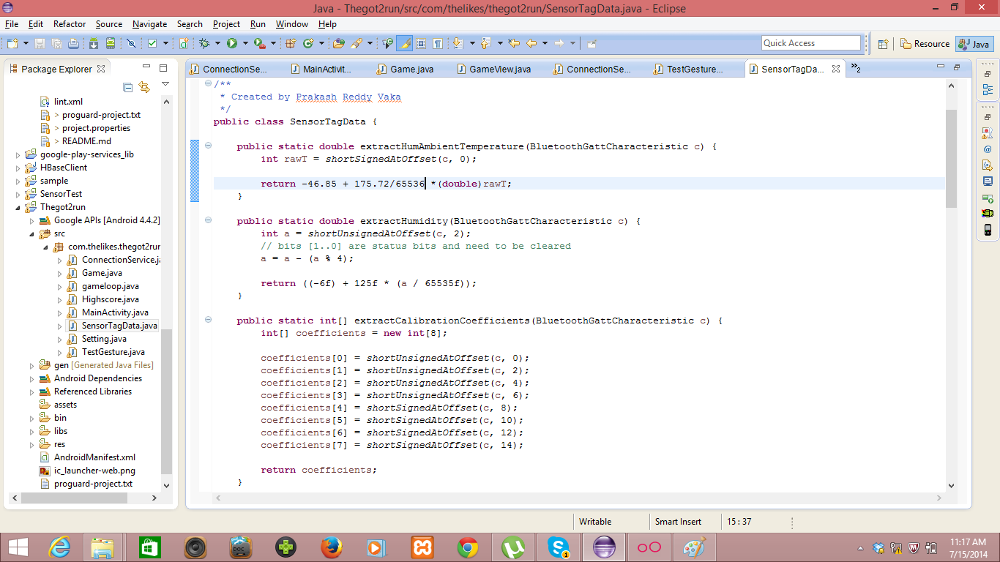 Java - Thegot2run/src/com/thelikes/thegot2run/SensorTagData.java - Eclipse
File Edit Refactor Source Navigate Search Project Run Window Help
Quick Access
Resource
Java
Package Explorer
ConnectionSe...
MainActivit...
Game.java
GameView.java
ConnectionSe...
TestGesture...
SensorTagDa...
»2
lint.xml
> proguard-project.txt
> project.properties
> README.md
google-play-services_lib
HBaseClient
sample
SensorTest
Thegot2run
Google APIs [Android 4.4.2]
src
com.thelikes.thegot2run
ConnectionService.ja
Game.java
gameloop.java
Highscore.java
MainActivity.java
SensorTagData.java
Setting.java
TestGesture.java
gen [Generated Java Files]
Android Dependencies
Referenced Libraries
assets
bin
libs
res
AndroidManifest.xml
ic_launcher-web.png
proguard-project.txt
/**
* Created by Prakash Reddy Vaka
*/
public class SensorTagData {
public static double extractHumAmbientTemperature(BluetoothGattCharacteristic c) {
int rawT = shortSignedAtOffset(c, 0);
return -46.85 + 175.72/65536 *(double)rawT;
}
public static double extractHumidity(BluetoothGattCharacteristic c) {
int a = shortUnsignedAtOffset(c, 2);
// bits [1..0] are status bits and need to be cleared
a = a - (a % 4);
return ((-6f) + 125f * (a / 65535f));
}
public static int[] extractCalibrationCoefficients(BluetoothGattCharacteristic c) {
int[] coefficients = new int[8];
coefficients[0] = shortUnsignedAtOffset(c, 0);
coefficients[1] = shortUnsignedAtOffset(c, 2);
coefficients[2] = shortUnsignedAtOffset(c, 4);
coefficients[3] = shortUnsignedAtOffset(c, 6);
coefficients[4] = shortSignedAtOffset(c, 8);
coefficients[5] = shortSignedAtOffset(c, 10);
coefficients[6] = shortSignedAtOffset(c, 12);
coefficients[7] = shortSignedAtOffset(c, 14);
return coefficients;
}
Writable
Smart Insert
15 : 37
11:17 AM
7/15/2014